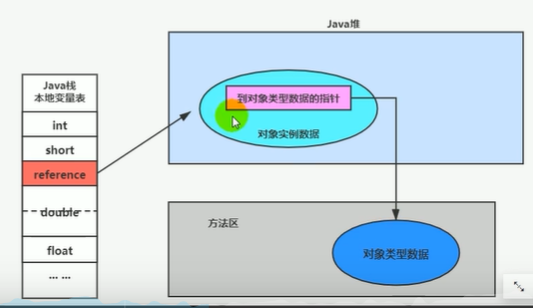 Java堆
Java栈
本地变量表
int
short
reference
double
float
... ...
到对象类型数据的指针
对象实例数据
方法区
对象类型数据